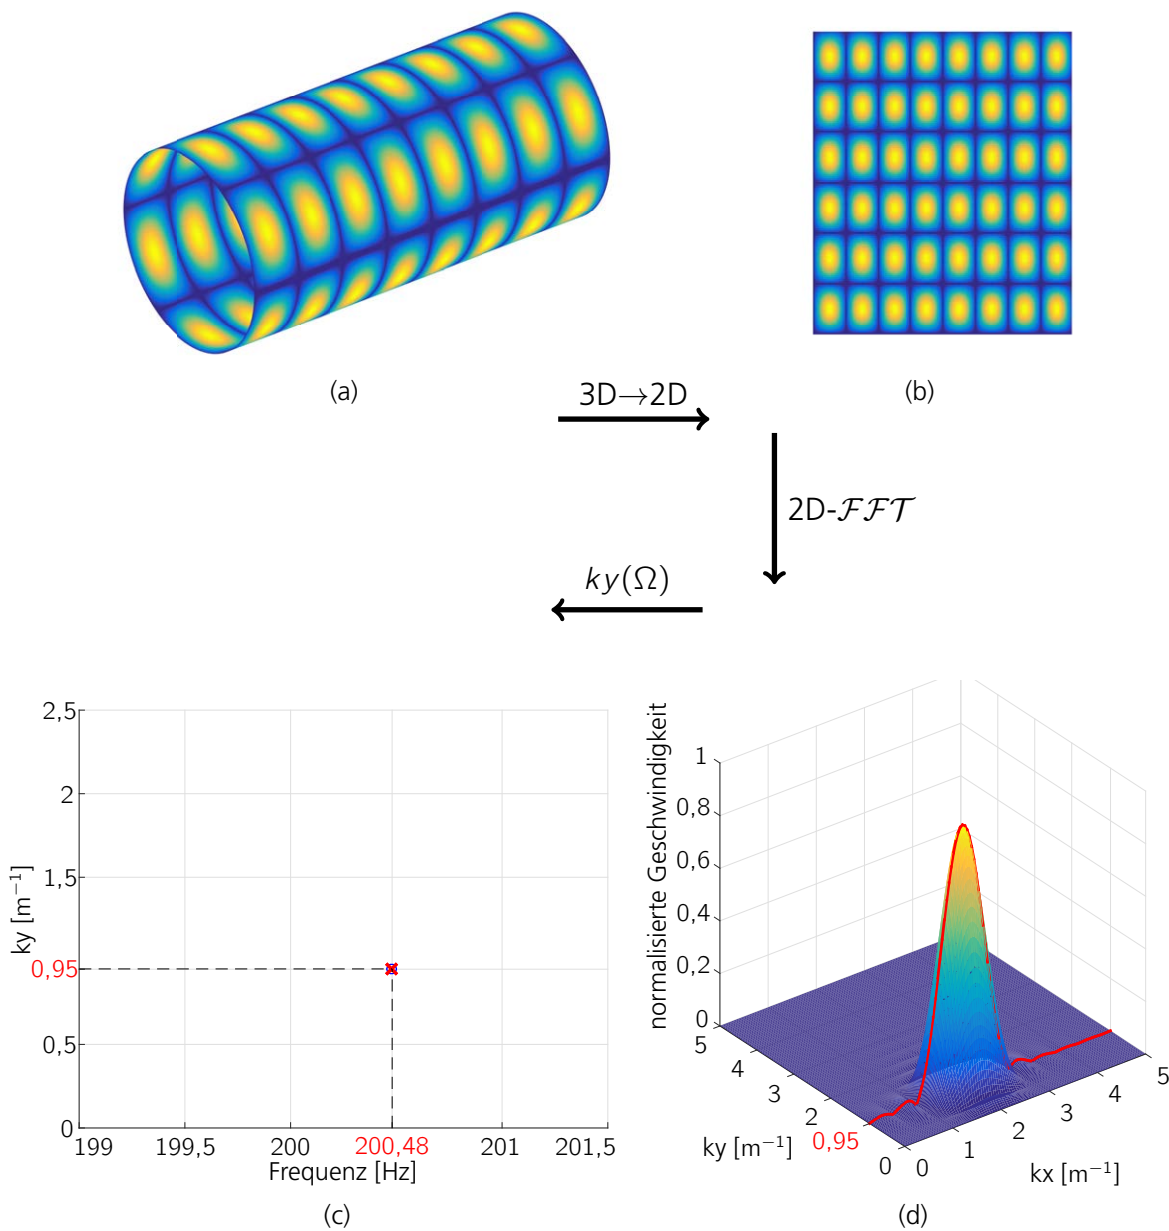 (a)
(b)
3D→2D
2D-FFT
ky(Ω)
2,5
2
1,5
0,95
0,5
0
ky [m⁻¹]
199
199,5
200
200,48
201
201,5
Frequenz [Hz]
(c)
normalisierte Geschwindigkeit
1
0,8
0,6
0,4
0,2
0
5
4
3
2
0,95
0
ky [m⁻¹]
0
1
2
3
4
5
kx [m⁻¹]
(d)